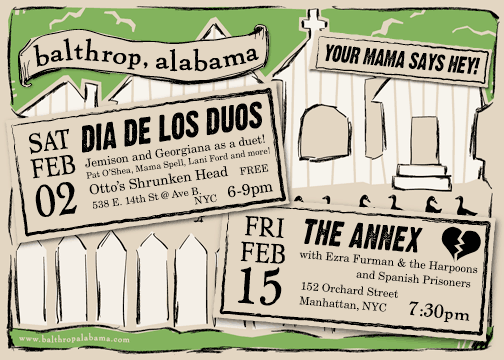 balthrop, alabama
YOUR MAMA SAYS HEY!
SAT
FEB
02
DIA DE LOS DUOS
Jemison and Georgiana as a duet!
Pat O'Shea, Mama Spell, Lani Ford and more!
Otto's Shrunken Head FREE
538 E. 14th St @ Ave B.
NYC 6-9pm
FRI
FEB
15
THE ANNEX
with Ezra Furman & the Harpoons
and Spanish Prisoners
152 Orchard Street
Manhattan, NYC 7:30pm
www.balthropalabama.com